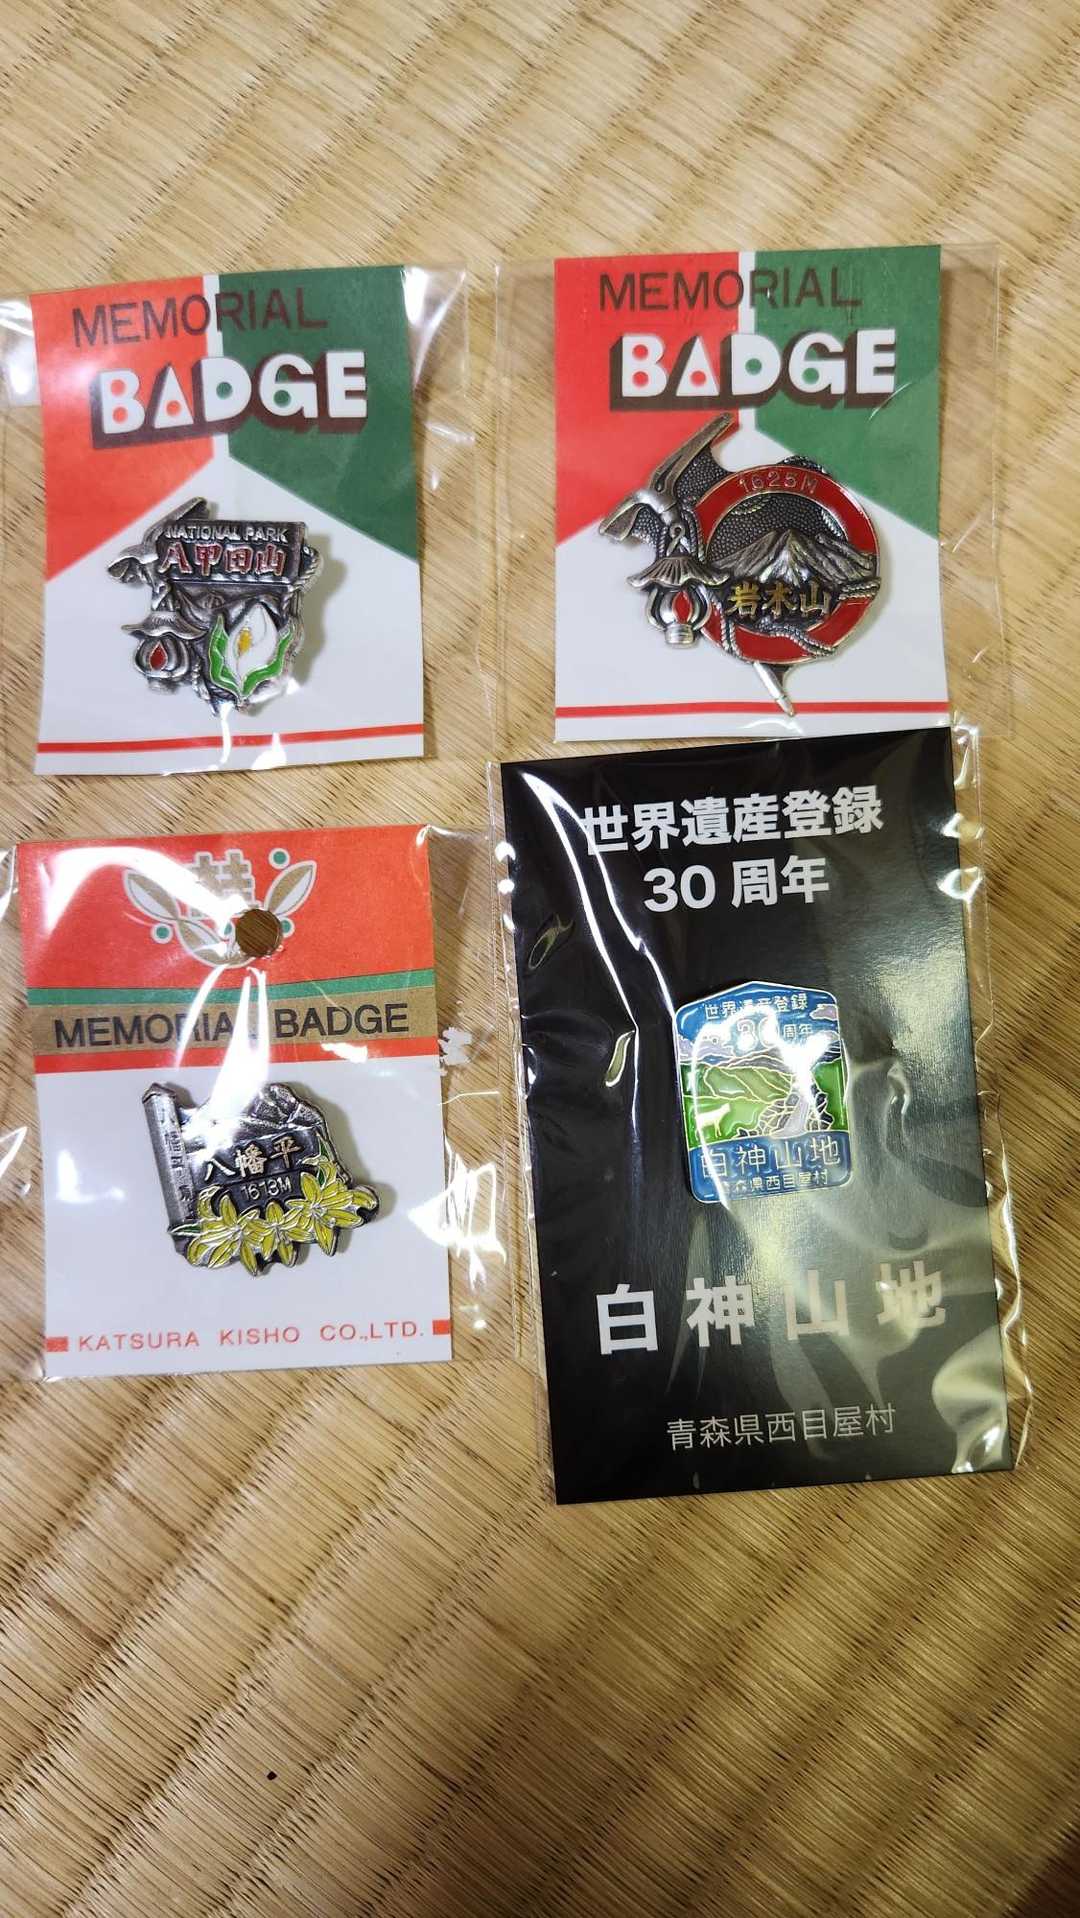 MEMORIAL
BADGE
NATIONAL PARK
八甲田山
MEMORIAL
BADGE
1625M
岩木山
桂
MEMORIAL BADGE
八幡平
1613M
KATSURA KISHO CO.,LTD.
世界遺産登録
30周年
世界遺産登録
30周年
白神山地
青森県西目屋村
白神山地
青森県西目屋村